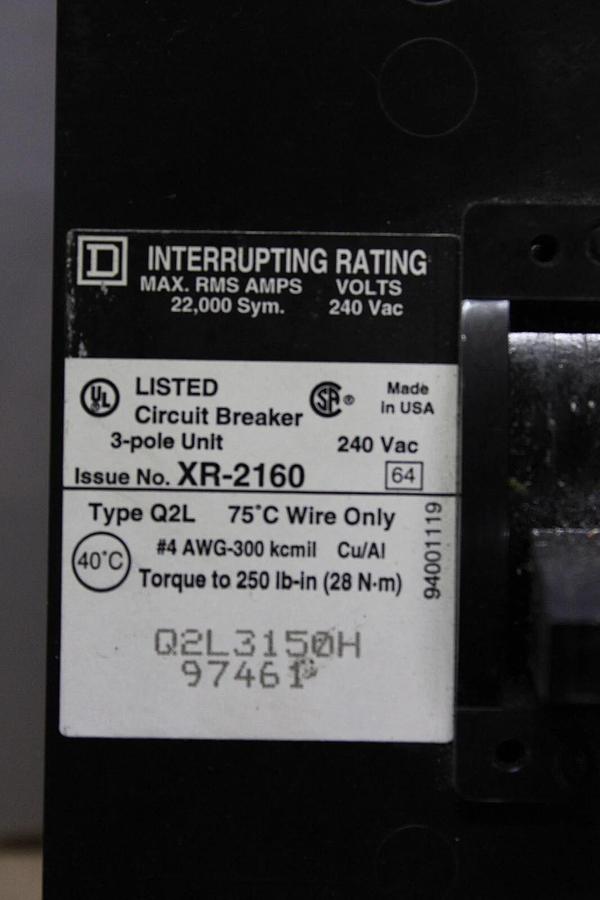 D INTERRUPTING RATING
MAX. RMS AMPS VOLTS
22,000 Sym. 240 Vac
UL LISTED SA ® Made
Circuit Breaker in USA
3-pole Unit 240 Vac
Issue No. XR-2160 64
Type Q2L 75°C Wire Only
40°C #4 AWG-300 kcmil Cu/Al
Torque to 250 lb-in (28 N·m)
94001119
Q2L3150H
97461